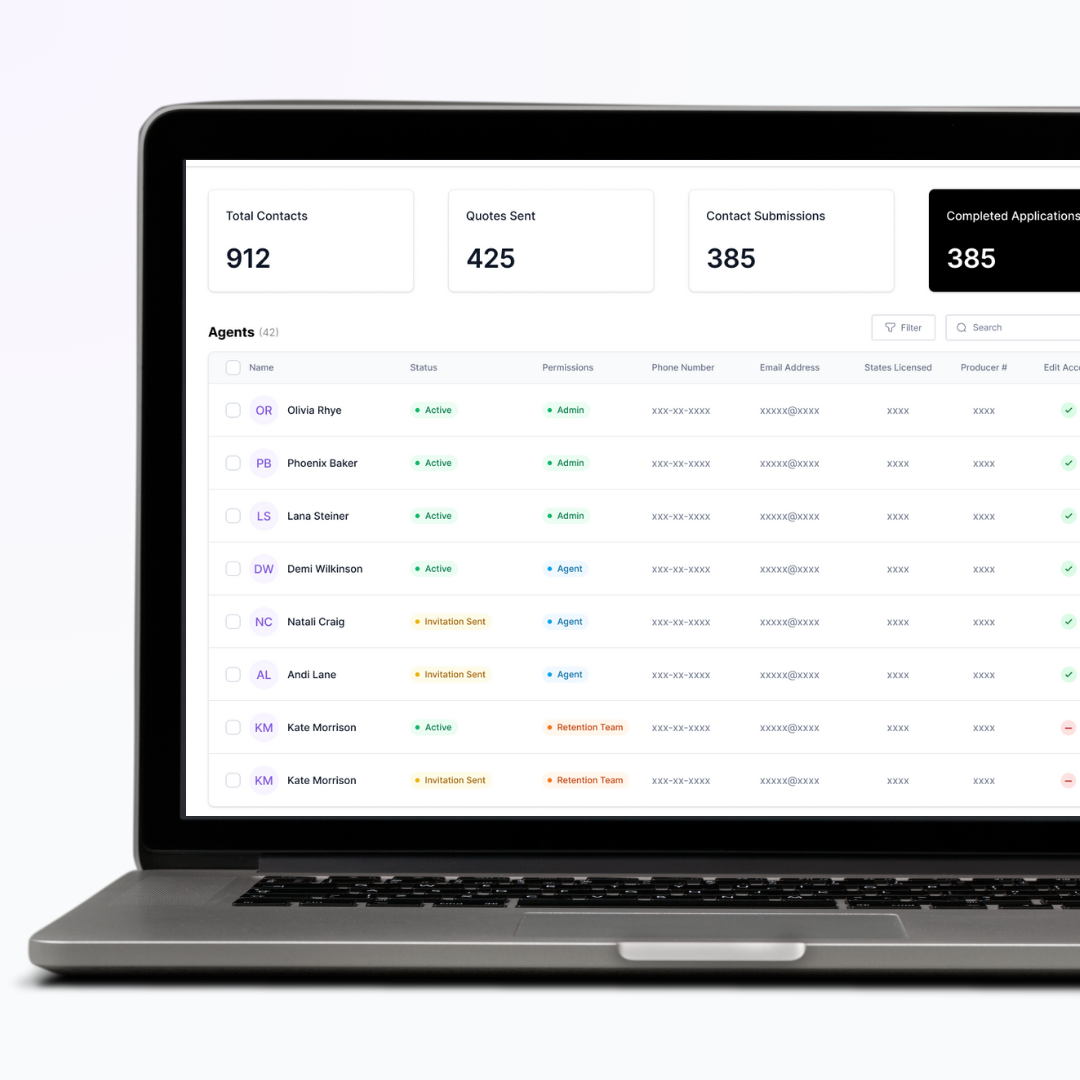 Total Contacts Quotes Sent Contact Submissions Completed Applications
912 425 385 385
Agents (42) Filter Search
Name Status Permissions Phone Number Email Address States Licensed Producer # Edit
OR Olivia Rhye Active Admin xxx-xx-xxxx xxxxx@xxxx xxxx xxxx
PB Phoenix Baker Active Admin xxx-xx-xxxx xxxxx@xxxx xxxx xxxx
LS Lana Steiner Active Admin xxx-xx-xxxx xxxxx@xxxx xxxx xxxx
DW Demi Wilkinson Active Agent xxx-xx-xxxx xxxxx@xxxx xxxx xxxx
NC Natali Craig Invitation Sent Agent xxx-xx-xxxx xxxxx@xxxx xxxx xxxx
AL Andi Lane Invitation Sent Agent xxx-xx-xxxx xxxxx@xxxx xxxx xxxx
KM Kate Morrison Active Retention Team xxx-xx-xxxx xxxxx@xxxx xxxx xxxx
KM Kate Morrison Invitation Sent Retention Team xxx-xx-xxxx xxxxx@xxxx xxxx xxxx